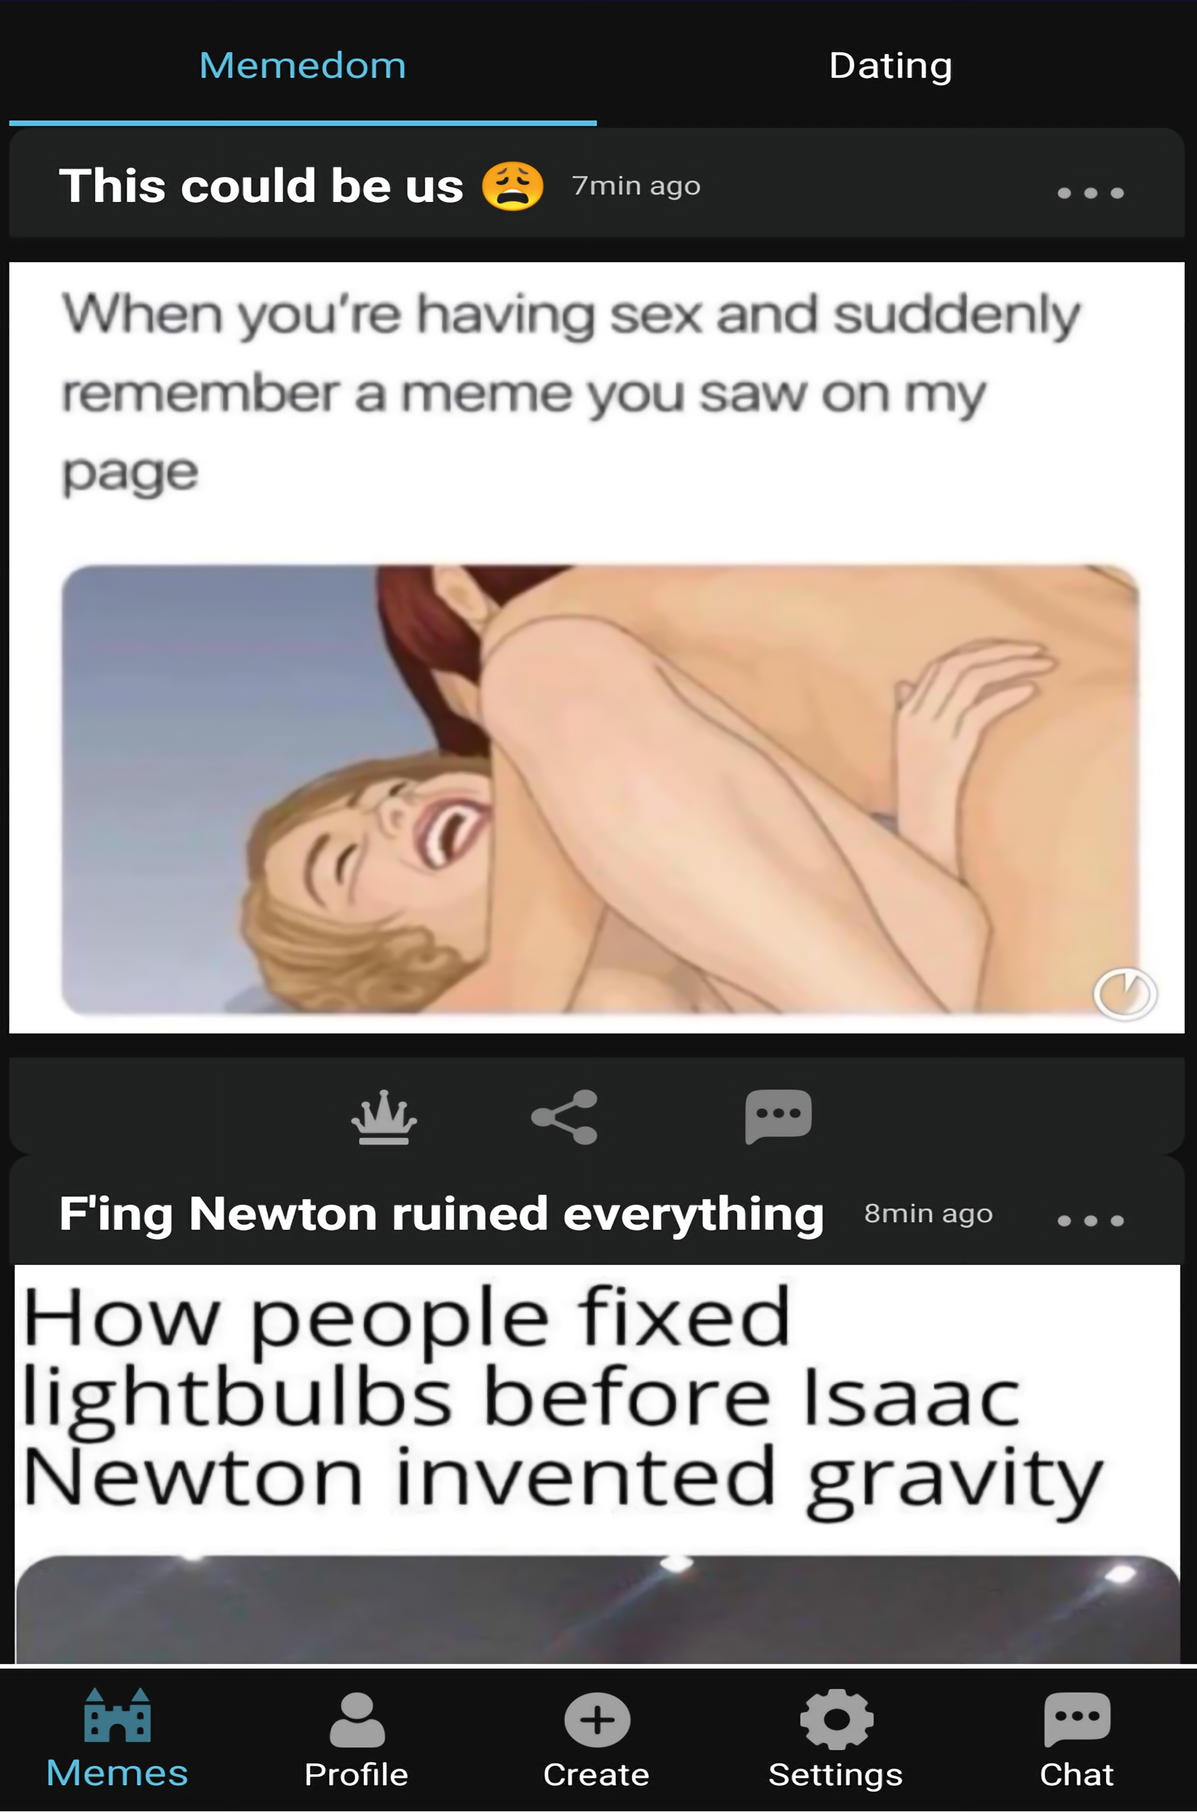 Memedom Dating
This could be us 😩 7min ago
When you're having sex and suddenly
remember a meme you saw on my
page
F'ing Newton ruined everything 8min ago
How people fixed
lightbulbs before Isaac
Newton invented gravity
Memes Profile Create Settings Chat